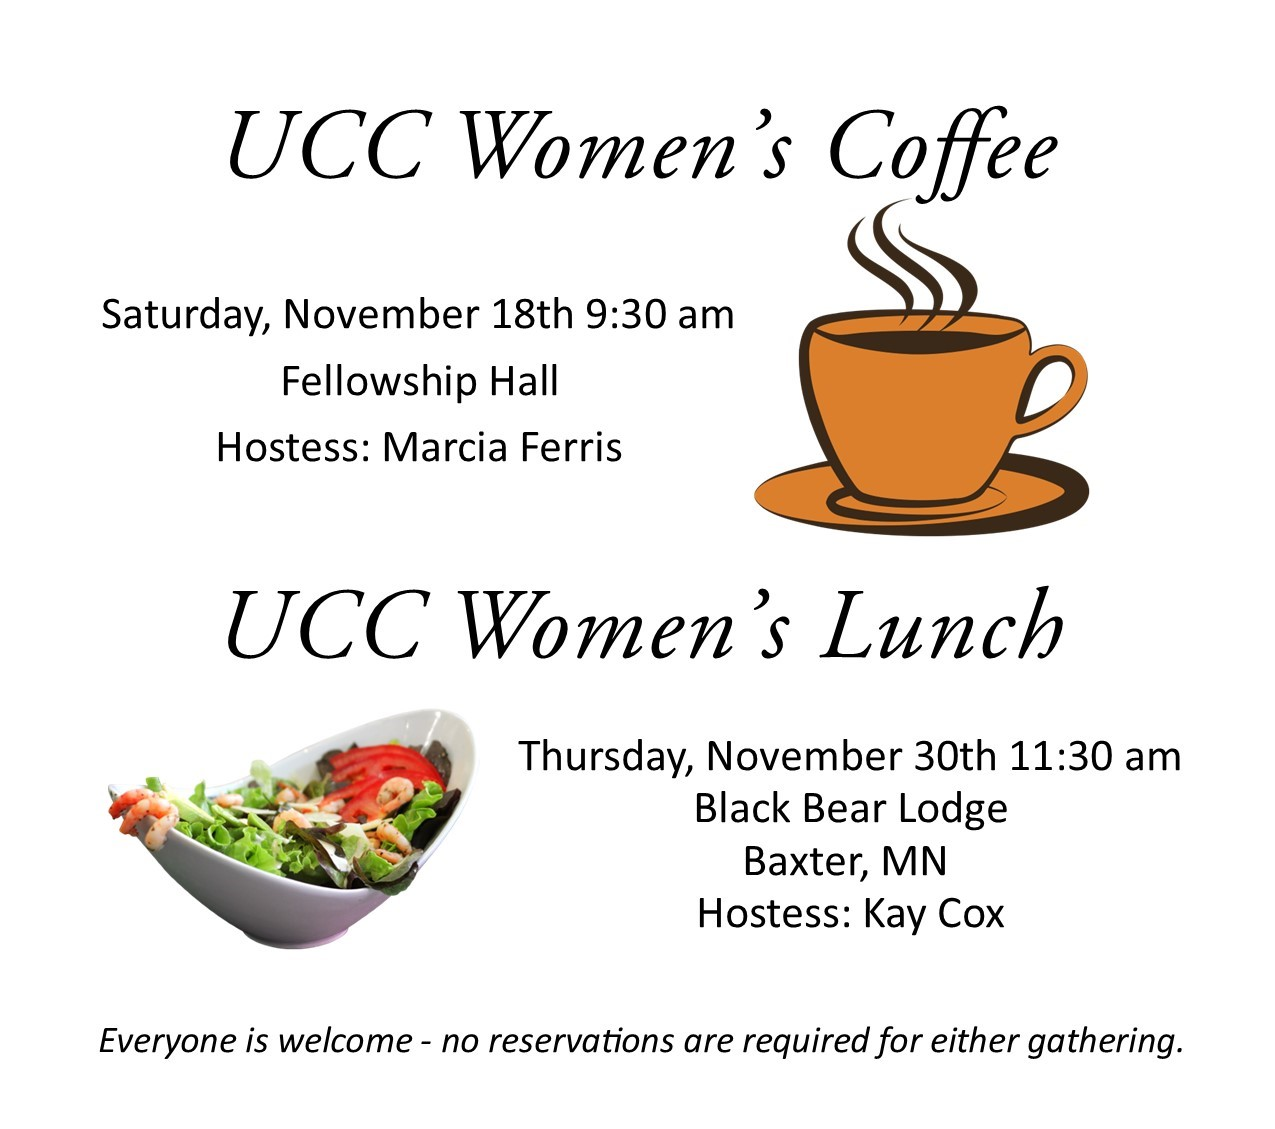 UCC Women’s Coffee
Saturday, November 18th 9:30 am
Fellowship Hall
Hostess: Marcia Ferris
UCC Women’s Lunch
Thursday, November 30th 11:30 am
Black Bear Lodge
Baxter, MN
Hostess: Kay Cox
Everyone is welcome - no reservations are required for either gathering.